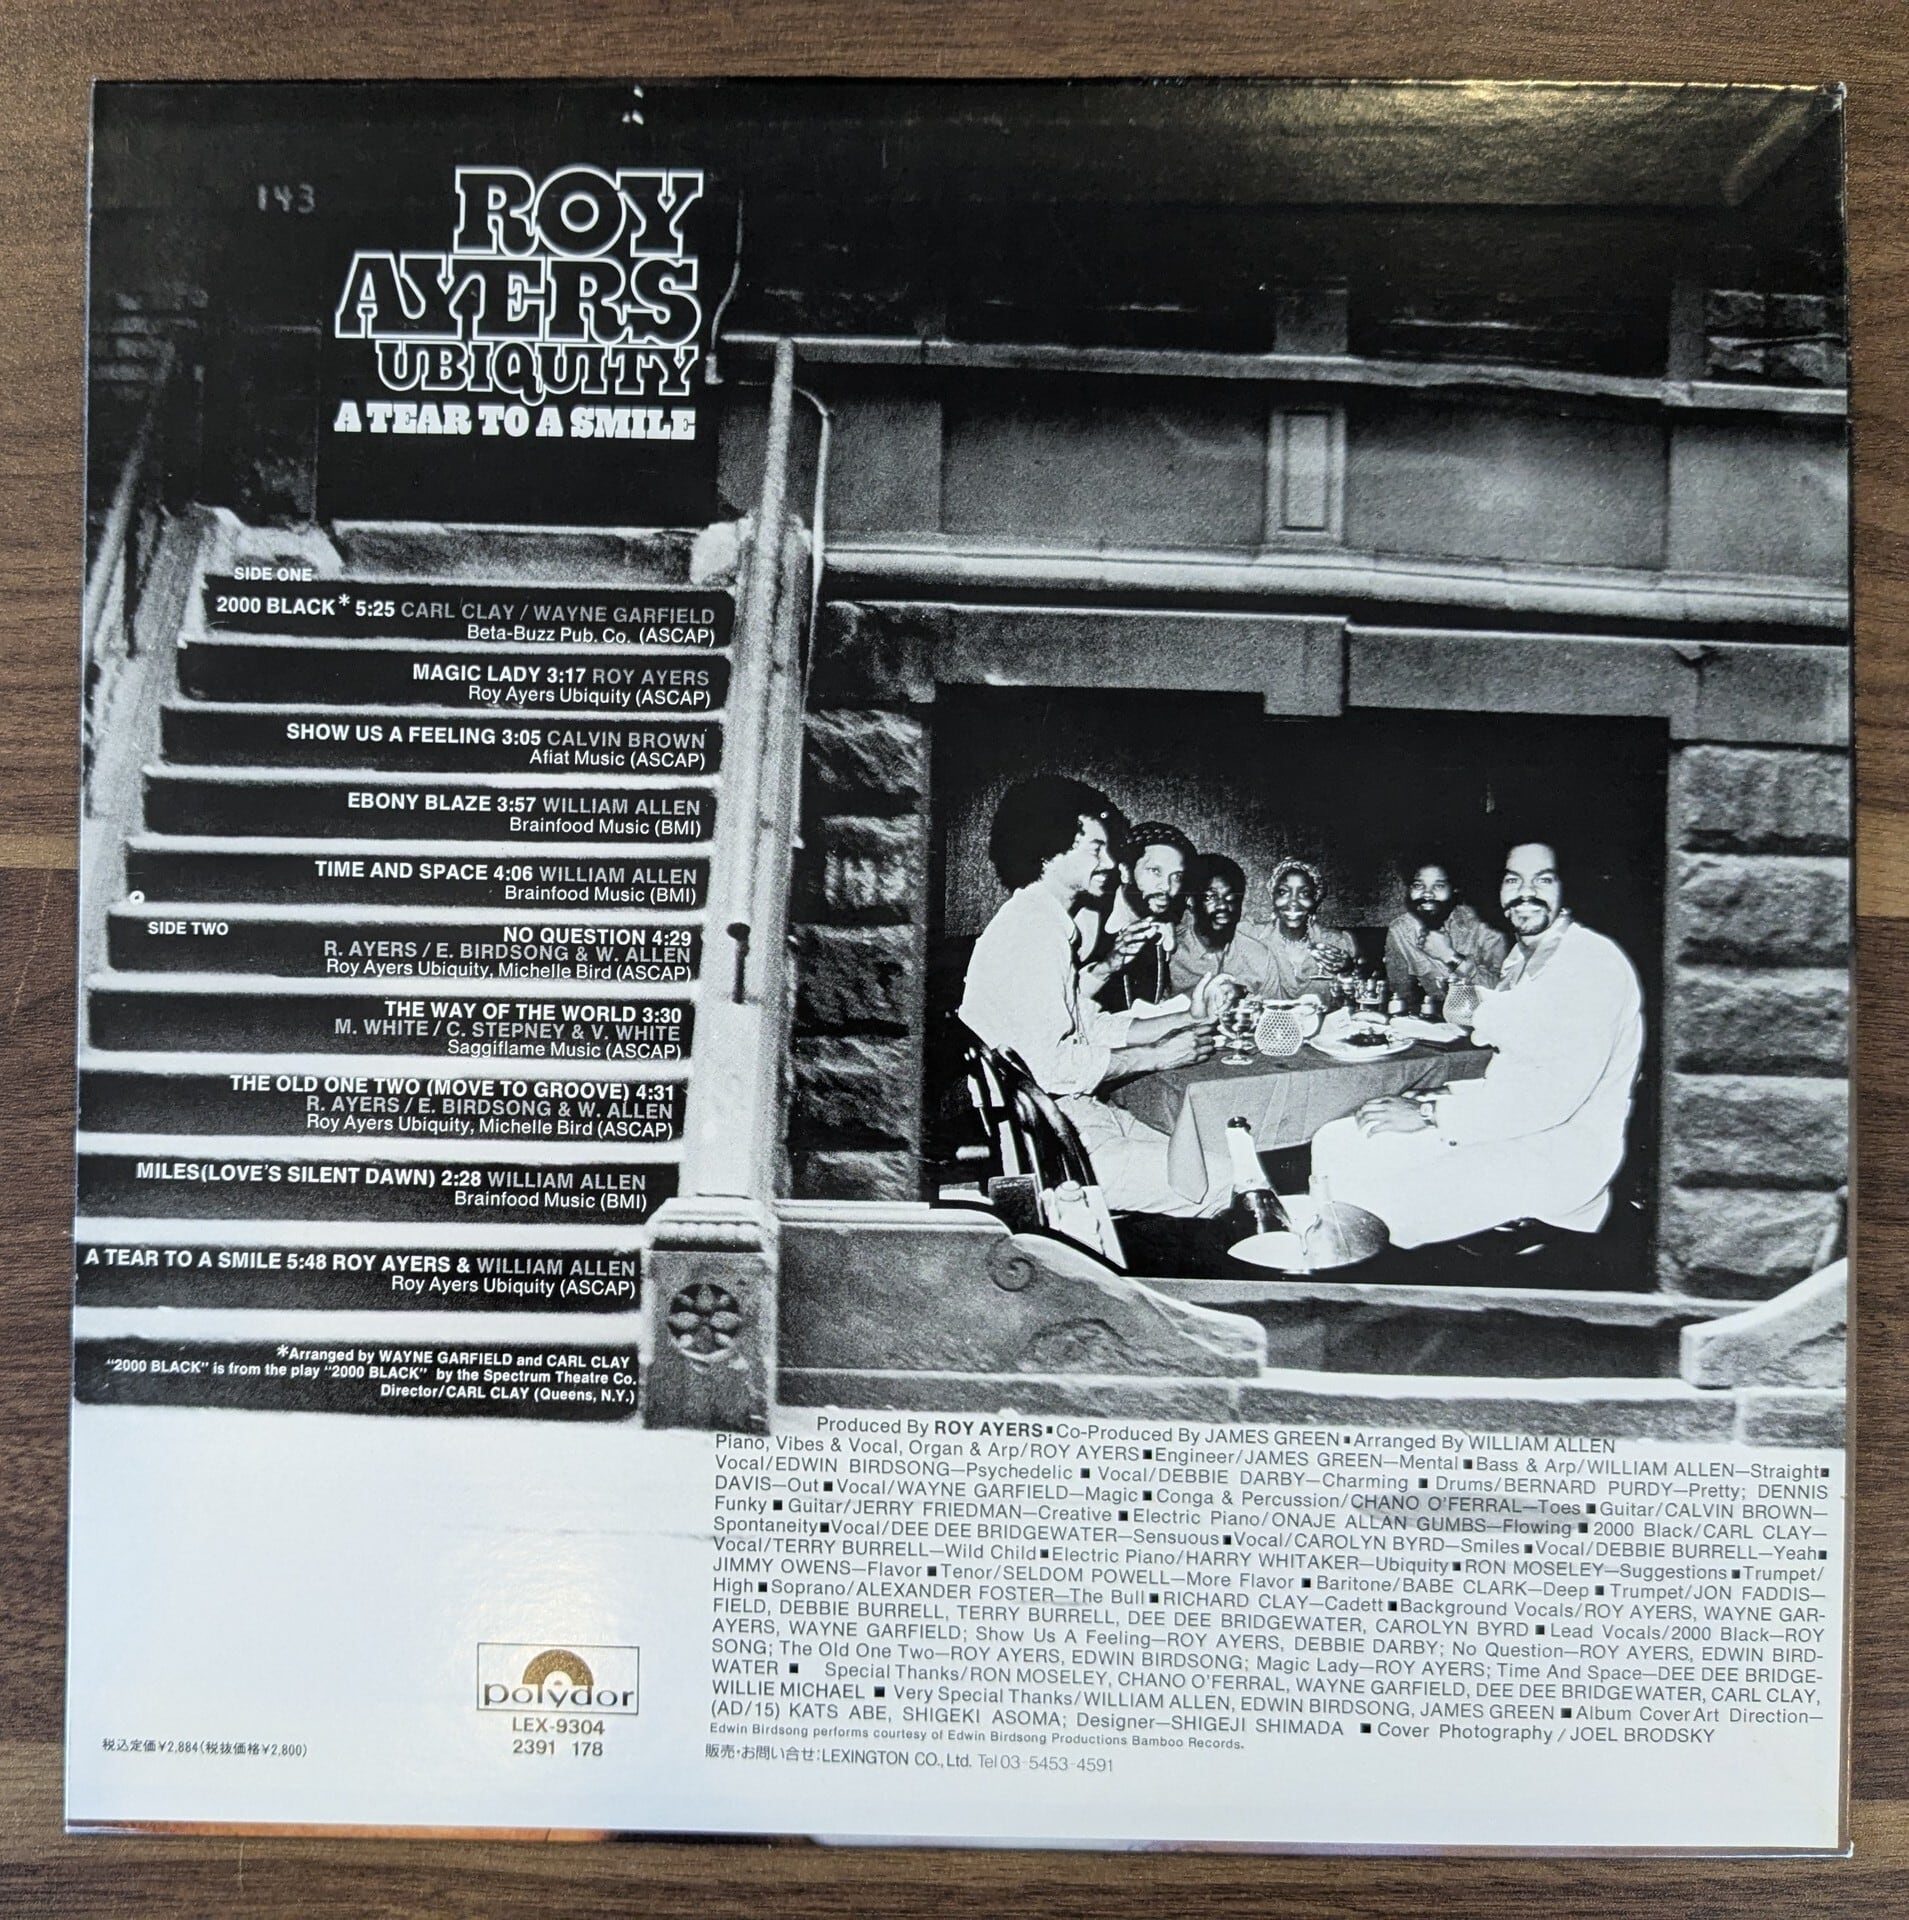 143
ROY
AYERS
UBIQUITY
A TEAR TO A SMILE
SIDE ONE
2000 BLACK* 5:25 CARL CLAY / WAYNE GARFIELD
Beta-Buzz Pub. Co. (ASCAP)
MAGIC LADY 3:17 ROY AYERS
Roy Ayers Ubiquity (ASCAP)
SHOW US A FEELING 3:05 CALVIN BROWN
Afiat Music (ASCAP)
EBONY BLAZE 3:57 WILLIAM ALLEN
Brainfood Music (BMI)
TIME AND SPACE 4:06 WILLIAM ALLEN
Brainfood Music (BMI)
SIDE TWO
NO QUESTION 4:29
R. AYERS / E. BIRDSONG & W. ALLEN
Roy Ayers Ubiquity, Michelle Bird (ASCAP)
THE WAY OF THE WORLD 3:30
M. WHITE / C. STEPNEY & V. WHITE
Saggiflame Music (ASCAP)
THE OLD ONE TWO (MOVE TO GROOVE) 4:31
R. AYERS / E. BIRDSONG & W. ALLEN
Roy Ayers Ubiquity, Michelle Bird (ASCAP)
MILES(LOVE'S SILENT DAWN) 2:28 WILLIAM ALLEN
Brainfood Music (BMI)
A TEAR TO A SMILE 5:48 ROY AYERS & WILLIAM ALLEN
Roy Ayers Ubiquity (ASCAP)
*Arranged by WAYNE GARFIELD and CARL CLAY
"2000 BLACK" is from the play "2000 BLACK" by the Spectrum Theatre Co.
Director/CARL CLAY (Queens, N.Y.)
Produced By ROY AYERS▪Co-Produced By JAMES GREEN▪Arranged By WILLIAM ALLEN
Piano, Vibes & Vocal, Organ & Arp/ROY AYERS▪Engineer/JAMES GREEN—Mental▪Bass & Arp/WILLIAM ALLEN—Straight▪
Vocal/EDWIN BIRDSONG—Psychedelic ▪ Vocal/DEBBIE DARBY—Charming ▪ Drums/BERNARD PURDY—Pretty; DENNIS
DAVIS—Out▪Vocal/WAYNE GARFIELD—Magic▪Conga & Percussion/CHANO O'FERRAL—Toes▪Guitar/CALVIN BROWN—
Funky▪Guitar/JERRY FRIEDMAN—Creative▪Electric Piano/ONAJE ALLAN GUMBS—Flowing▪2000 Black/CARL CLAY—
Spontaneity▪Vocal/DEE DEE BRIDGEWATER—Sensuous▪Vocal/CAROLYN BYRD—Smiles▪Vocal/DEBBIE BURRELL—Yeah▪
Vocal/TERRY BURRELL—Wild Child▪Electric Piano/HARRY WHITAKER—Ubiquity▪RON MOSELEY—Suggestions▪Trumpet/
JIMMY OWENS—Flavor▪Tenor/SELDOM POWELL—More Flavor▪Baritone/BABE CLARK—Deep▪Trumpet/JON FADDIS—
High▪Soprano/ALEXANDER FOSTER—The Bull▪RICHARD CLAY—Cadett▪Background Vocals/ROY AYERS, WAYNE GAR-
FIELD, DEBBIE BURRELL, TERRY BURRELL, DEE DEE BRIDGEWATER, CAROLYN BYRD▪Lead Vocals/2000 Black—ROY
AYERS, WAYNE GARFIELD; Show Us A Feeling—ROY AYERS, DEBBIE DARBY; No Question—ROY AYERS, EDWIN BIRD-
SONG; The Old One Two—ROY AYERS, EDWIN BIRDSONG; Magic Lady—ROY AYERS; Time And Space—DEE DEE BRIDGE-
WATER ▪ Special Thanks/RON MOSELEY, CHANO O'FERRAL, WAYNE GARFIELD, DEE DEE BRIDGEWATER, CARL CLAY,
WILLIE MICHAEL ▪ Very Special Thanks/WILLIAM ALLEN, EDWIN BIRDSONG, JAMES GREEN▪Album Cover Art Direction—
(AD/15) KATS ABE, SHIGEKI ASOMA; Designer—SHIGEJI SHIMADA ▪Cover Photography / JOEL BRODSKY
Edwin Birdsong performs courtesy of Edwin Birdsong Productions Bamboo Records.
販売・お問い合せ:LEXINGTON CO., Ltd. Tel 03-5453-4591
polydor
LEX-9304
2391 178
税込定価¥2,884(税抜価格¥2,800)